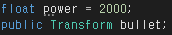 float power = 2000;
public Transform bullet;